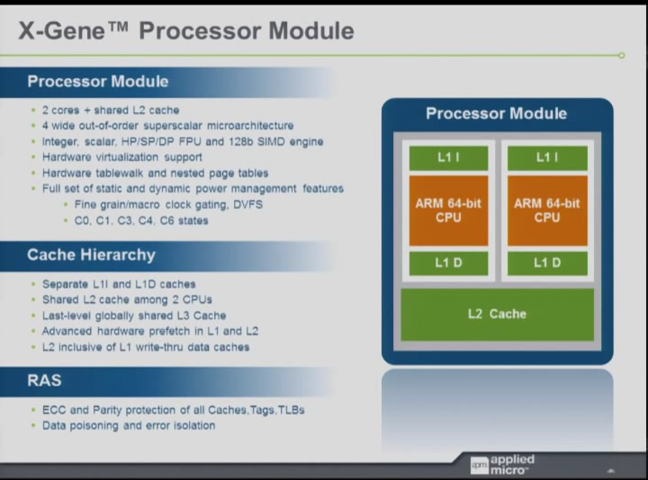 X-Gene™ Processor Module
Processor Module
2 cores + shared L2 cache
4 wide out-of-order superscalar microarchitecture
Integer, scalar, HP/SP/DP FPU and 128b SIMD engine
Hardware virtualization support
Hardware tablewalk and nested page tables
Full set of static and dynamic power management features
Fine grain/macro clock gating, DVFS
C0, C1, C3, C4, C6 states
Cache Hierarchy
Separate L1I and L1D caches
Shared L2 cache among 2 CPUs
Last-level globally shared L3 Cache
Advanced hardware prefetch in L1 and L2
L2 inclusive of L1 write-thru data caches
RAS
ECC and Parity protection of all Caches,Tags,TLBs
Data poisoning and error isolation
Processor Module
L1 I
L1 I
ARM 64-bit
CPU
ARM 64-bit
CPU
L1 D
L1 D
L2 Cache
apm applied
micro™